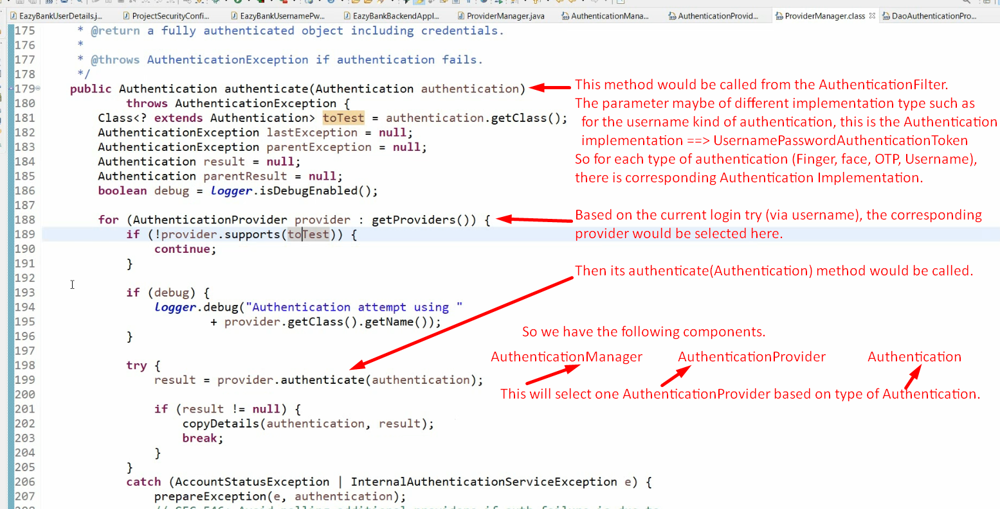 EazyBankUserDetails.j...
ProjectSecurityConfi...
EazyBankUsernamePw...
EazyBankBackendAppl...
ProviderManager.java
AuthenticationMana...
AuthenticationProvid...
ProviderManager.class
DaoAuthenticationPro...
175 * @return a fully authenticated object including credentials.
176 *
177 * @throws AuthenticationException if authentication fails.
178 */
179 public Authentication authenticate(Authentication authentication)
180 throws AuthenticationException {
181 Class<? extends Authentication> toTest = authentication.getClass();
182 AuthenticationException lastException = null;
183 AuthenticationException parentException = null;
184 Authentication result = null;
185 Authentication parentResult = null;
186 boolean debug = logger.isDebugEnabled();
187
188 for (AuthenticationProvider provider : getProviders()) {
189 if (!provider.supports(toTest)) {
190 continue;
191 }
192
193 if (debug) {
194 logger.debug("Authentication attempt using "
195 + provider.getClass().getName());
196 }
197
198 try {
199 result = provider.authenticate(authentication);
200
201 if (result != null) {
202 copyDetails(authentication, result);
203 break;
204 }
205 }
206 catch (AccountStatusException | InternalAuthenticationServiceException e) {
207 prepareException(e, authentication);
This method would be called from the AuthenticationFilter.
The parameter maybe of different implementation type such as
for the username kind of authentication, this is the Authentication
implementation ==> UsernamePasswordAuthenticationToken
So for each type of authentication (Finger, face, OTP, Username),
there is corresponding Authentication Implementation.
Based on the current login try (via username), the corresponding
provider would be selected here.
Then its authenticate(Authentication) method would be called.
So we have the following components.
AuthenticationManager AuthenticationProvider Authentication
This will select one AuthenticationProvider based on type of Authentication.